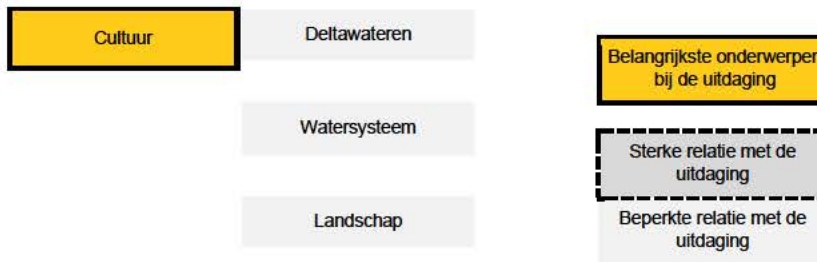 Cultuur
Deltawateren
Watersysteem
Landschap
Belangrijkste onderwerpen
bij de uitdaging
Sterke relatie met de
uitdaging
Beperkte relatie met de
uitdaging